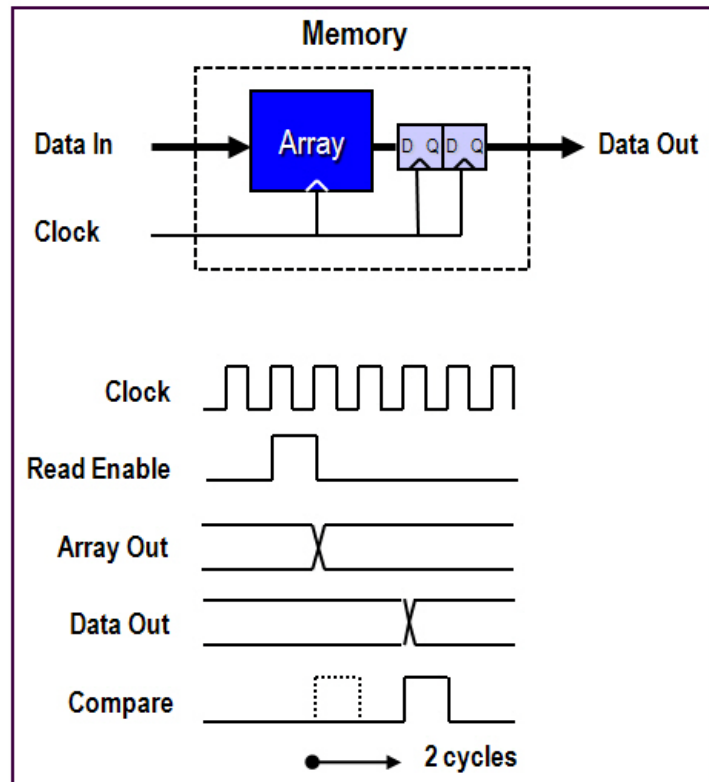 Memory
Data In
Array
D Q D Q
Data Out
Clock
Clock
Read Enable
Array Out
Data Out
Compare
2 cycles